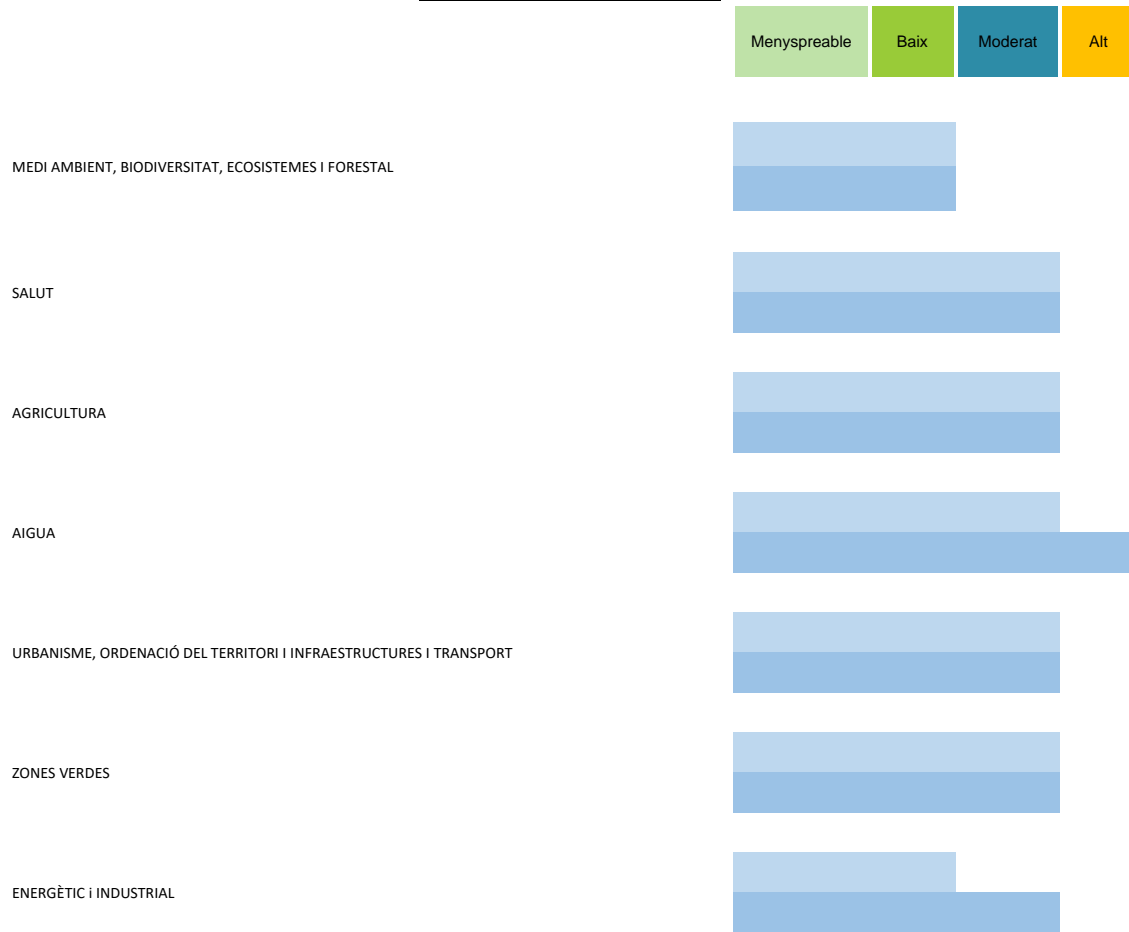 Menyspreable Baix Moderat Alt
MEDI AMBIENT, BIODIVERSITAT, ECOSISTEMES I FORESTAL
SALUT
AGRICULTURA
AIGUA
URBANISME, ORDENACIÓ DEL TERRITORI I INFRAESTRUCTURES I TRANSPORT
ZONES VERDES
ENERGÈTIC i INDUSTRIAL